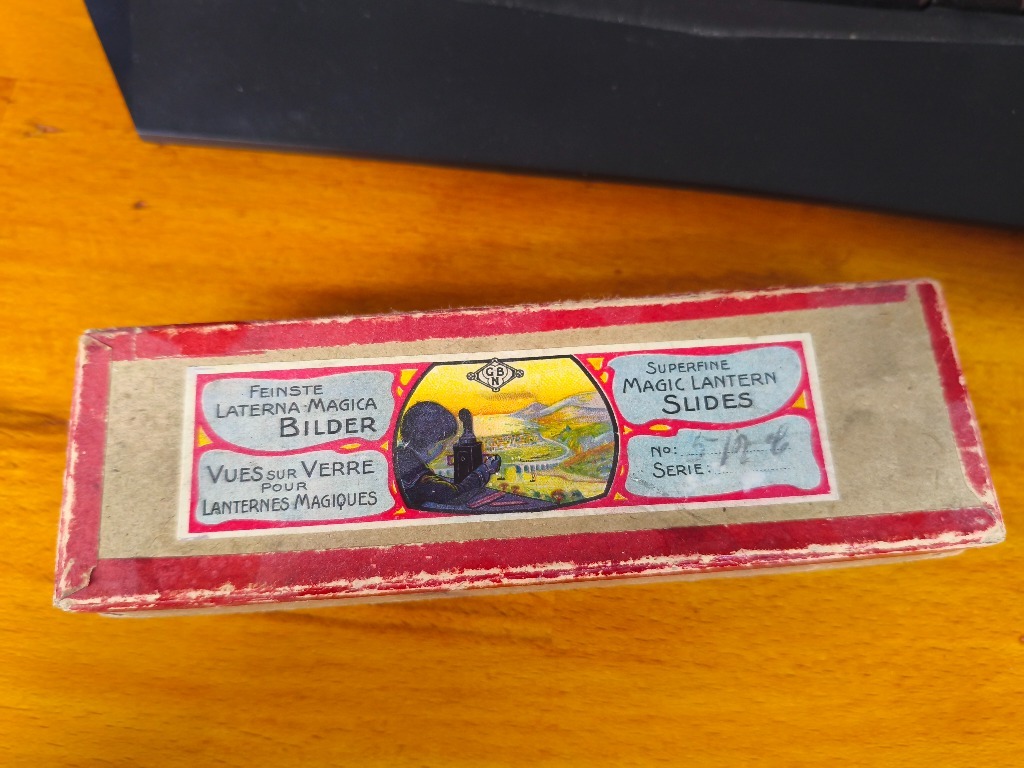 FEINSTE
LATERNA-MAGICA
BILDER
VUES SUR VERRE
POUR
LANTERNES MAGIQUES
GBN
SUPERFINE
MAGIC LANTERN
SLIDES
NO:
SERIE: